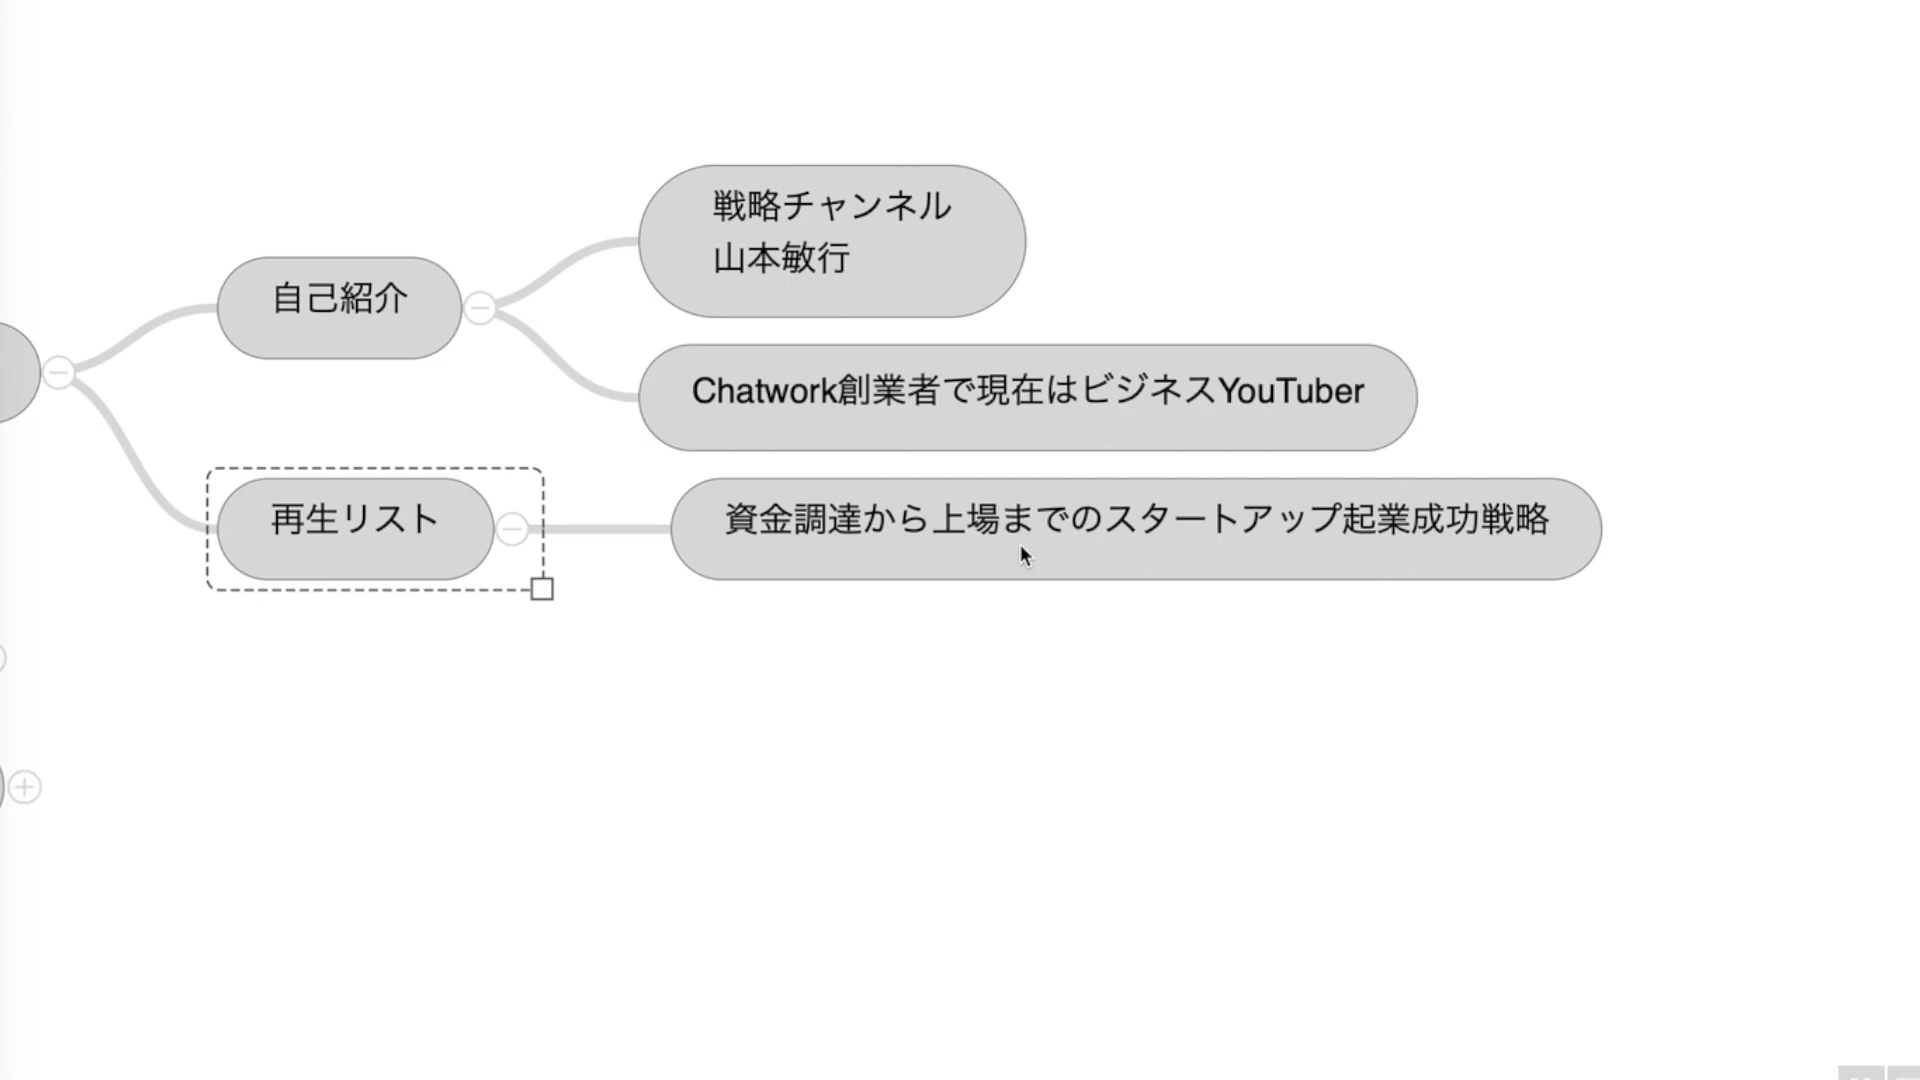 自己紹介
戦略チャンネル
山本敏行
Chatwork創業者で現在はビジネスYouTuber
再生リスト
資金調達から上場までのスタートアップ起業成功戦略